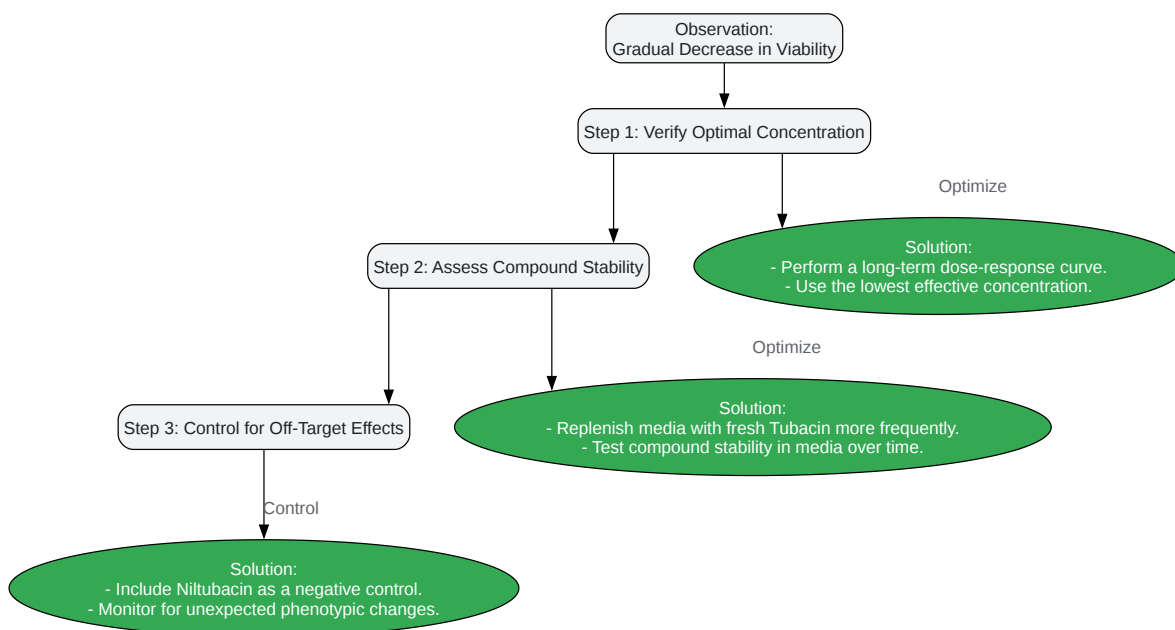 Observation:
Gradual Decrease in Viability
Step 1: Verify Optimal Concentration
Optimize
Solution:
- Perform a long-term dose-response curve.
- Use the lowest effective concentration.
Step 2: Assess Compound Stability
Optimize
Solution:
- Replenish media with fresh Tubacin more frequently.
- Test compound stability in media over time.
Step 3: Control for Off-Target Effects
Control
Solution:
- Include Niltubacin as a negative control.
- Monitor for unexpected phenotypic changes.